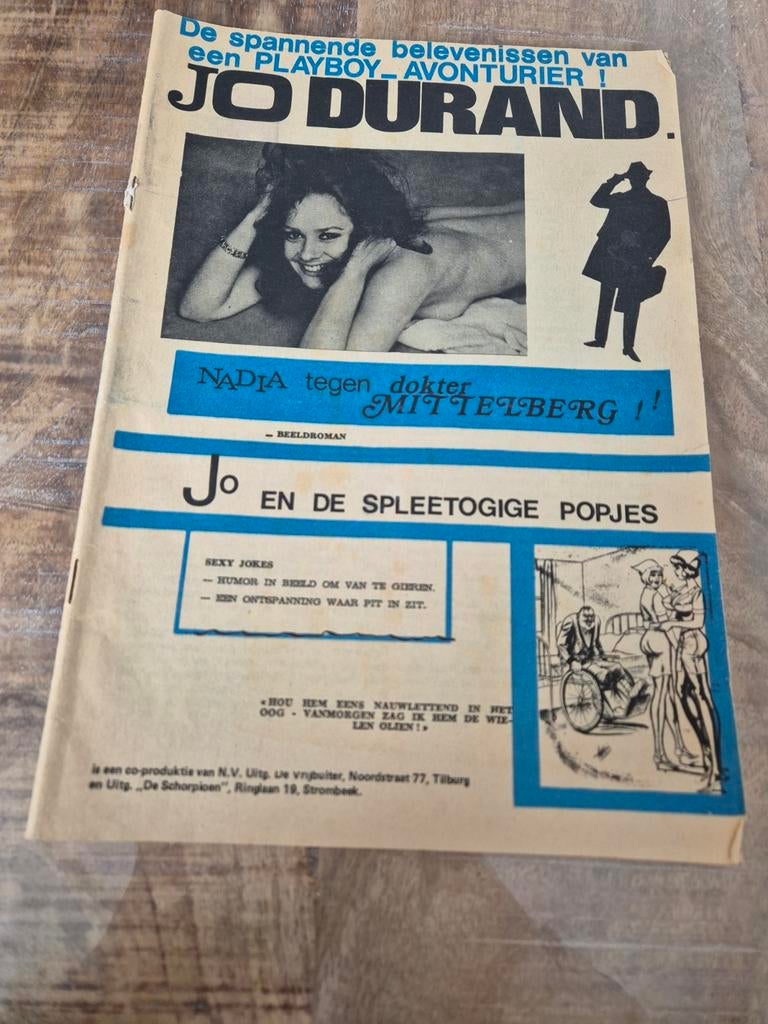 De spannende belevenissen van
een PLAYBOY_ AVONTURIER !
JO DURAND.
NADIA tegen dokter
MITTELBERG !!
— BEELDROMAN
Jo EN DE SPLEETOGIGE POPJES
SEXY JOKES
— HUMOR IN BEELD OM VAN TE GIEREN.
— EEN ONTSPANNING WAAR PIT IN ZIT.
«HOU HEM EENS NAUWLETTEND IN HET
OOG - VANMORGEN ZAG IK HEM DE WIE-
LEN OLIEN!»
is een co-produktie van N.V. Uitg. De Vrijbuiter, Noordstraat 77, Tilburg
en Uitg. „De Schorpioen", Ringlaan 19, Strombeek.